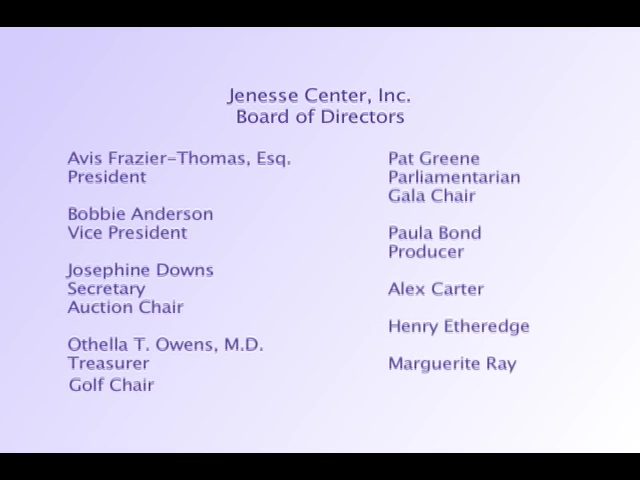 Jenesse Center, Inc.
Board of Directors
Avis Frazier-Thomas, Esq.
President
Bobbie Anderson
Vice President
Josephine Downs
Secretary
Auction Chair
Othella T. Owens, M.D.
Treasurer
Golf Chair
Pat Greene
Parliamentarian
Gala Chair
Paula Bond
Producer
Alex Carter
Henry Etheredge
Marguerite Ray